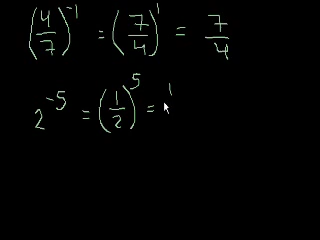 (4/7)^-1 = (7/4)^1 = 7/4
2^-5 = (1/2)^5 = 1